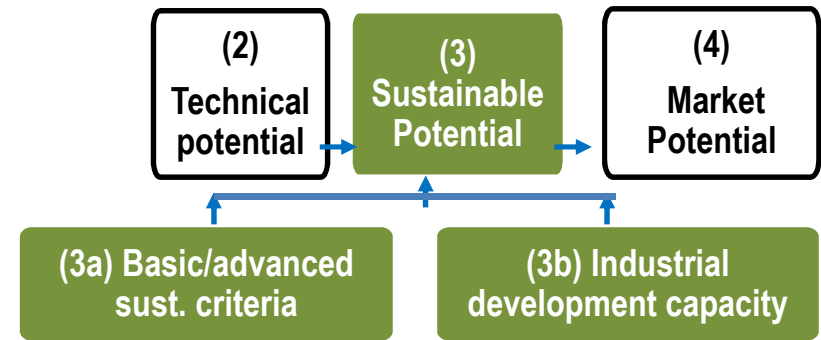 (2)
Technical
potential
(3)
Sustainable
Potential
(4)
Market
Potential
(3a) Basic/advanced
sust. criteria
(3b) Industrial
development capacity